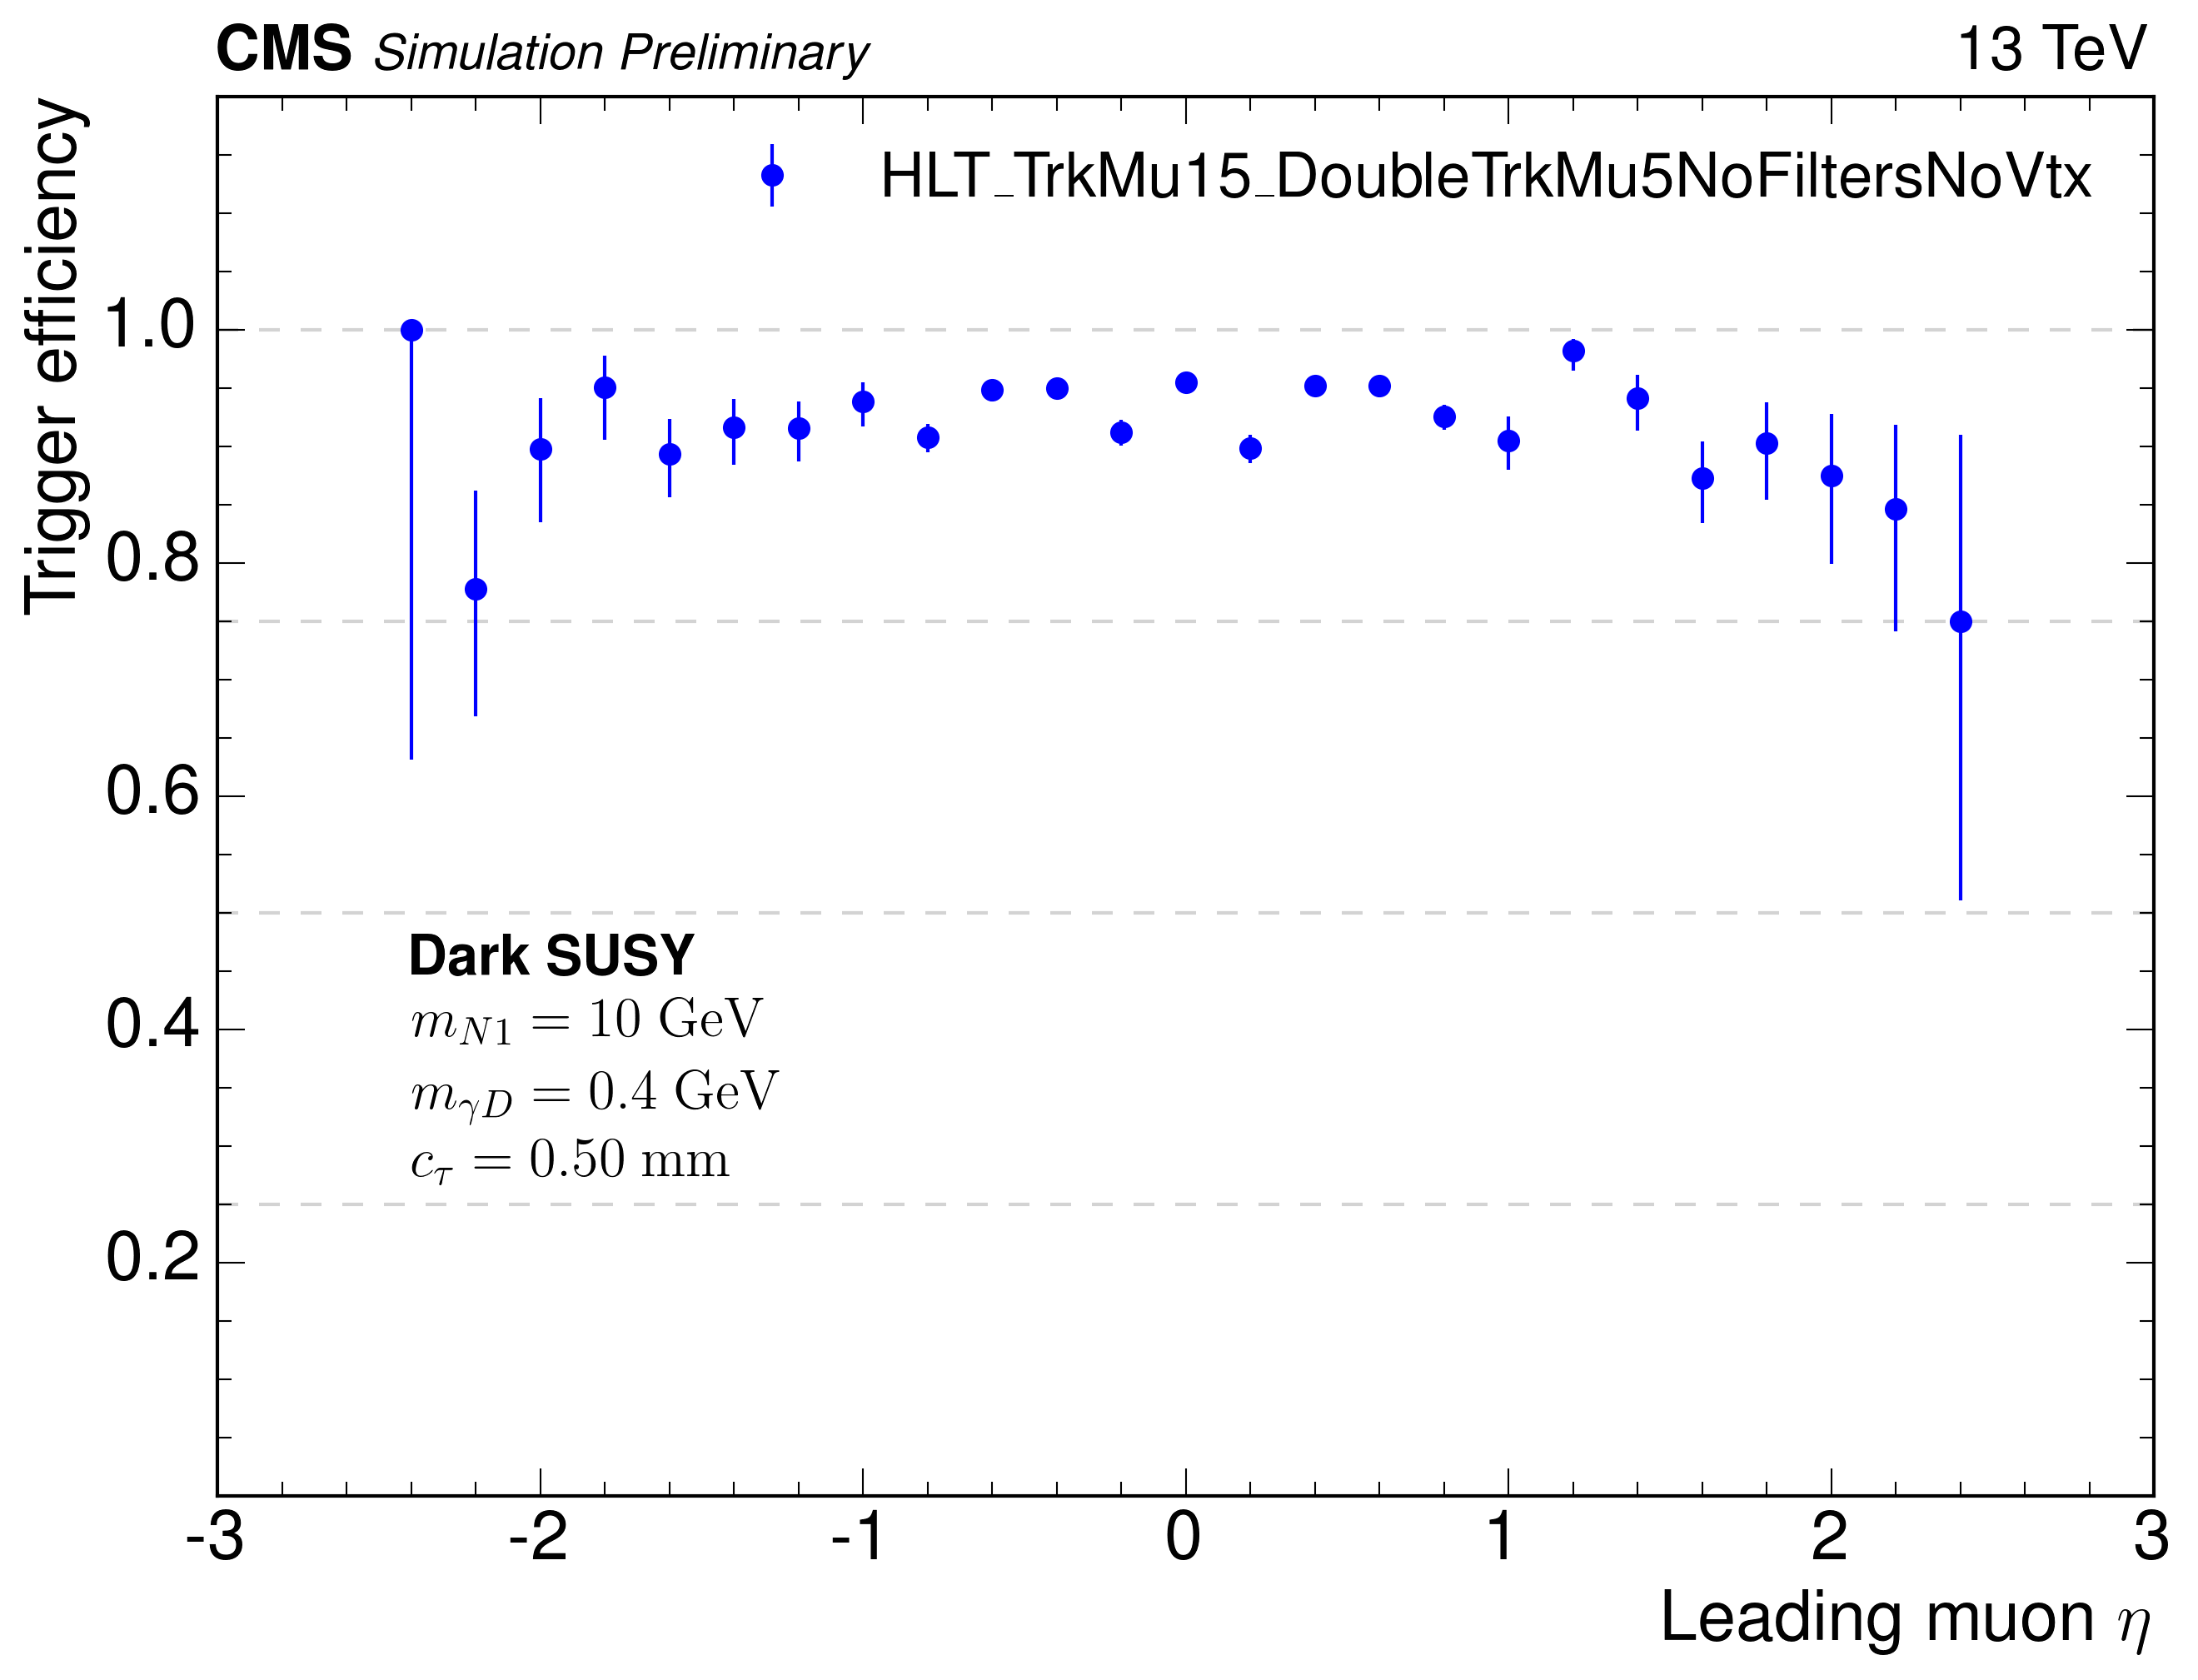 CMS Simulation Preliminary 13 TeV
Trigger efficiency
HLT_TrkMu15_DoubleTrkMu5NoFiltersNoVtx
1.0
0.8
0.6
0.4
0.2
Dark SUSY
m_{N1} = 10 GeV
m_{γD} = 0.4 GeV
c_τ = 0.50 mm
-3 -2 -1 0 1 2 3
Leading muon η